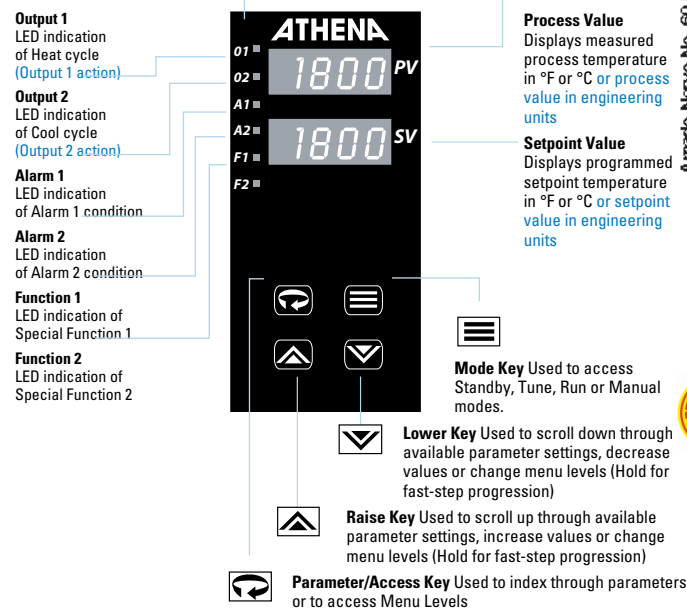 Output 1
LED indication
of Heat cycle
(Output 1 action)
Output 2
LED indication
of Cool cycle
(Output 2 action)
Alarm 1
LED indication
of Alarm 1 condition
Alarm 2
LED indication
of Alarm 2 condition
Function 1
LED indication of
Special Function 1
Function 2
LED indication of
Special Function 2
ATHENA
01
1800 PV
02
A1
A2
1800 SV
F1
F2
Process Value
Displays measured
process temperature
in °F or °C or process
value in engineering
units
Setpoint Value
Displays programmed
setpoint temperature
in °F or °C or setpoint
value in engineering
units
Mode Key Used to access
Standby, Tune, Run or Manual
modes.
Lower Key Used to scroll down through
available parameter settings, decrease
values or change menu levels (Hold for
fast-step progression)
Raise Key Used to scroll up through available
parameter settings, increase values or change
menu levels (Hold for fast-step progression)
Parameter/Access Key Used to index through parameters
or to access Menu Levels